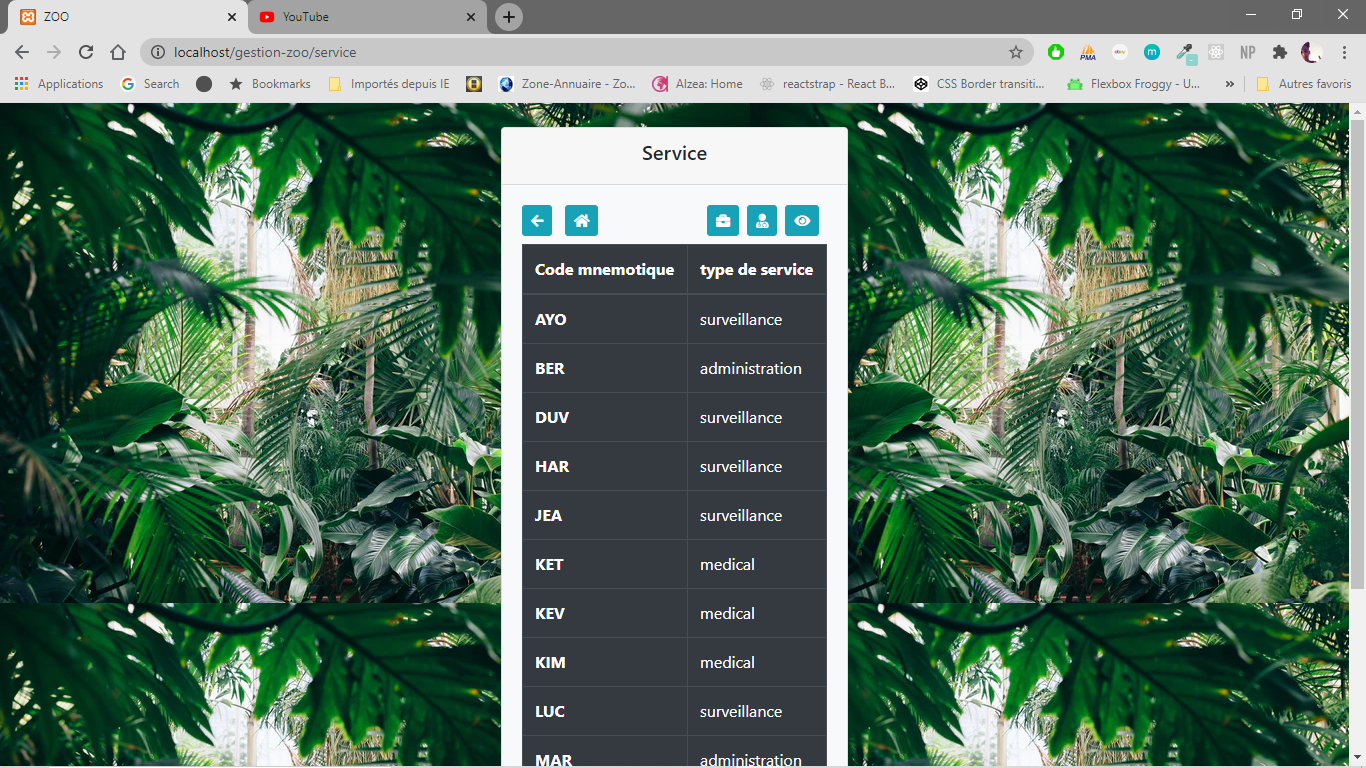 ZOO
YouTube
localhost/gestion-zoo/service
PMA
ebay
m
NP
Applications
Search
Bookmarks
Importés depuis IE
Zone-Annuaire - Zo...
Alzea: Home
reactstrap - React B...
CSS Border transiti...
Flexbox Froggy - U...
»
Autres favoris
Service
Code mnemotique type de service
AYO surveillance
BER administration
DUV surveillance
HAR surveillance
JEA surveillance
KET medical
KEV medical
KIM medical
LUC surveillance
MAR administration